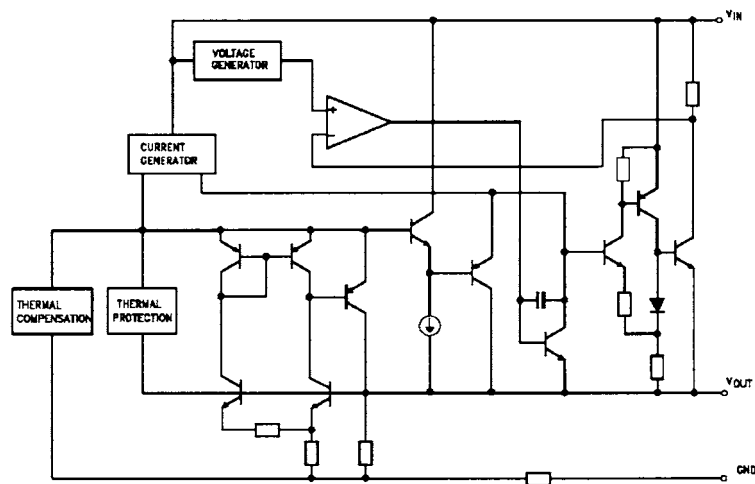 VIN
VOLTAGE
GENERATOR
+
−
CURRENT
GENERATOR
THERMAL
COMPENSATION
THERMAL
PROTECTION
VOUT
GND